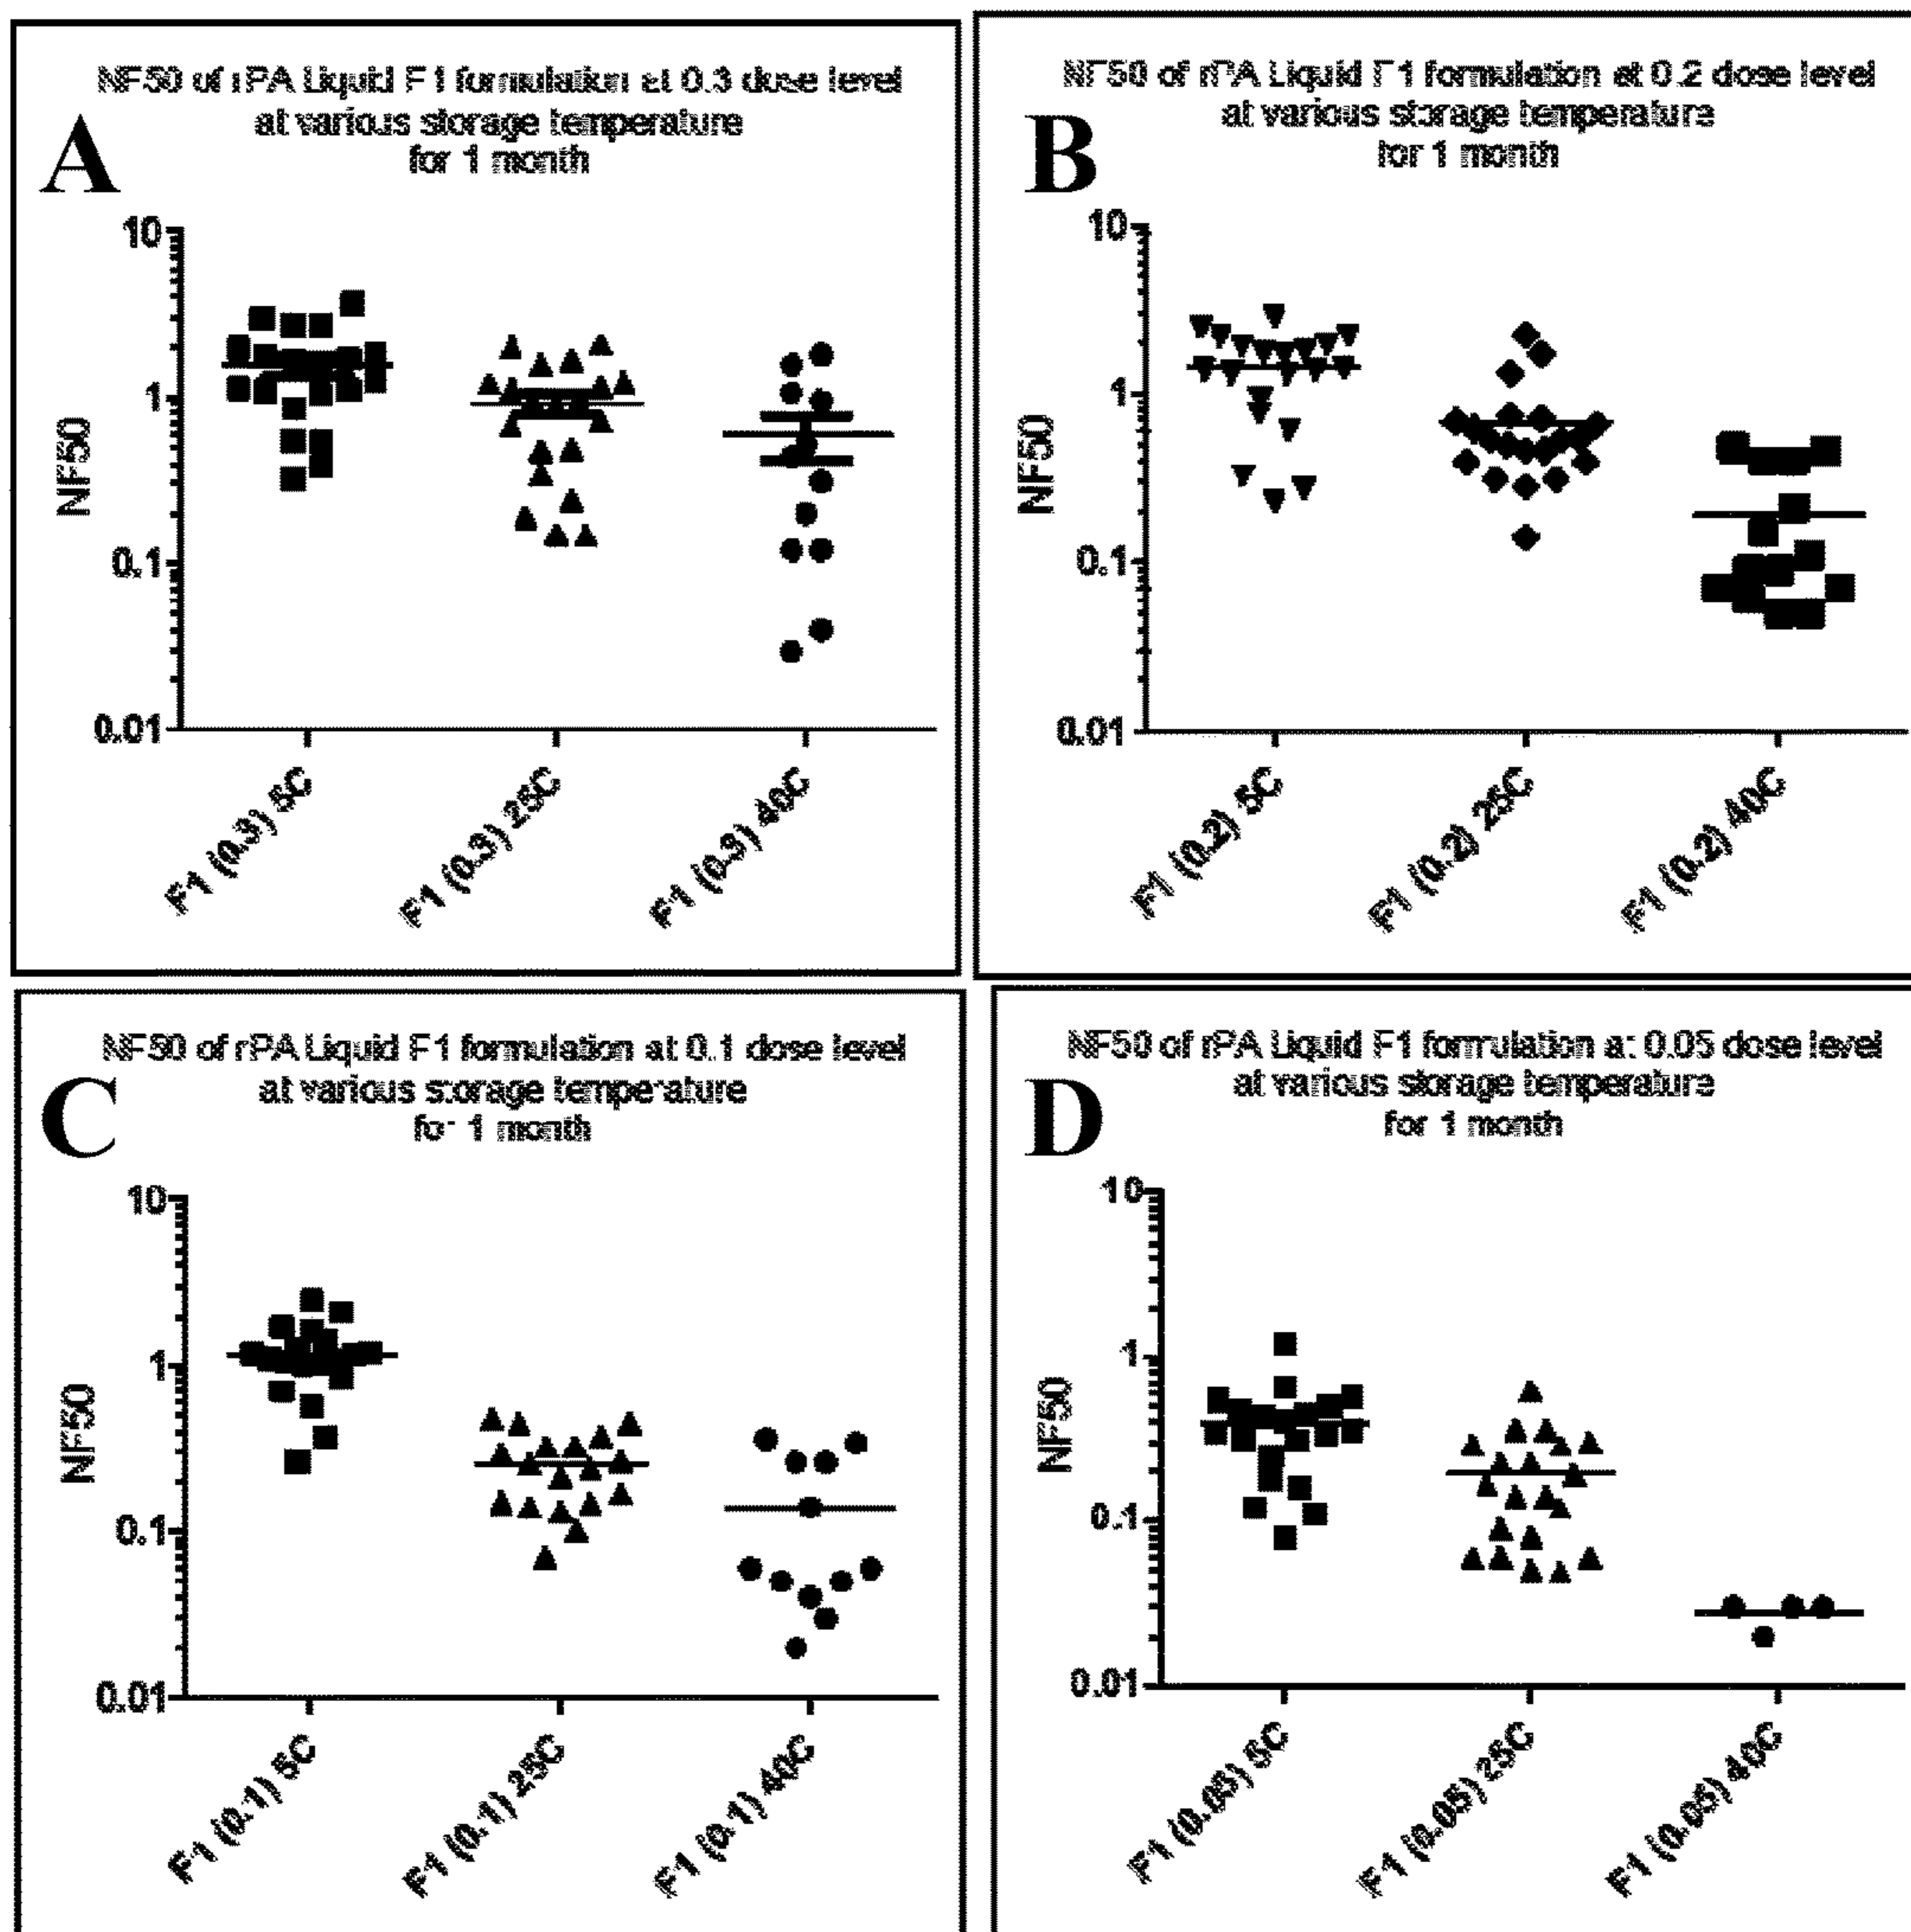 A
NF50 of rPA Liquid F1 formulation at 0.3 dose level
at various storage temperature
for 1 month
NF50
10
1
0.1
0.01
F1 (0.3) 5C
F1 (0.3) 25C
F1 (0.3) 40C
B
NF50 of rPA Liquid F1 formulation at 0.2 dose level
at various storage temperature
for 1 month
NF50
10
1
0.1
0.01
F1 (0.2) 5C
F1 (0.2) 25C
F1 (0.2) 40C
C
NF50 of rPA Liquid F1 formulation at 0.1 dose level
at various storage temperature
for 1 month
NF50
10
1
0.1
0.01
F1 (0.1) 5C
F1 (0.1) 25C
F1 (0.1) 40C
D
NF50 of rPA Liquid F1 formulation at 0.05 dose level
at various storage temperature
for 1 month
NF50
10
1
0.1
0.01
F1 (0.05) 5C
F1 (0.05) 25C
F1 (0.05) 40C